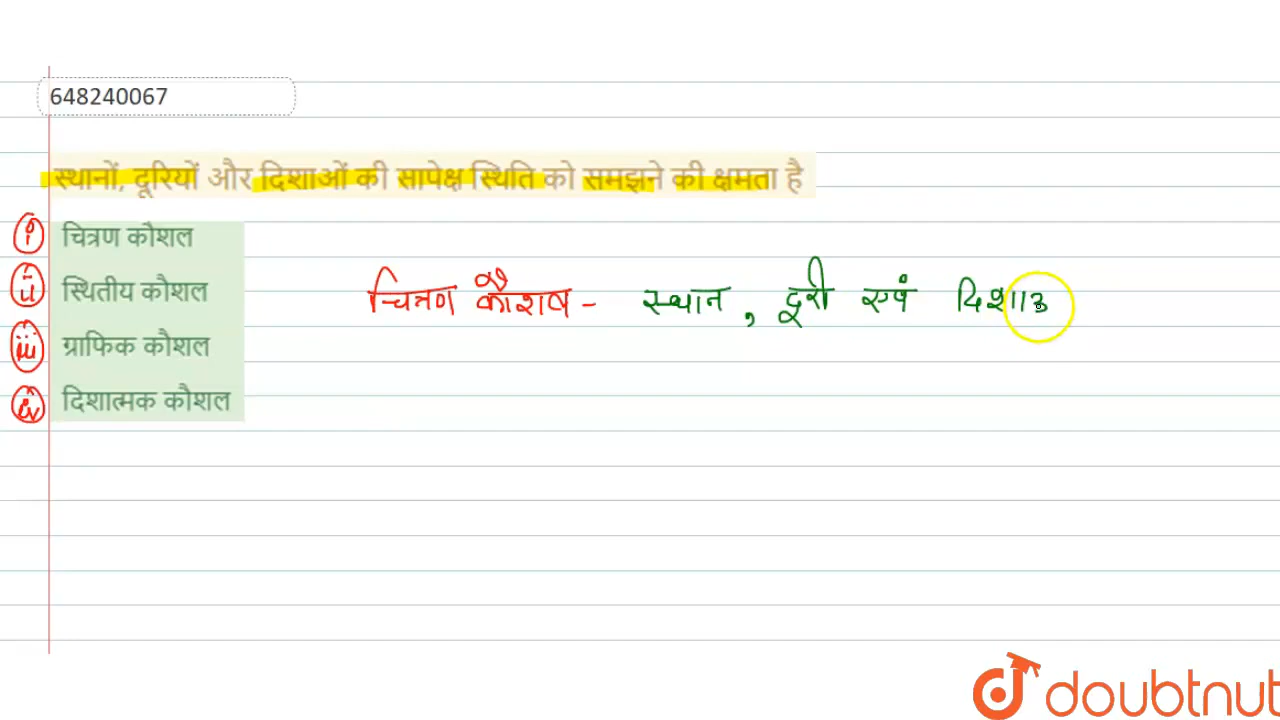 648240067
स्थानों, दूरियों और दिशाओं की सापेक्ष स्थिति को समझने की क्षमता है
i चित्रण कौशल
ii स्थितीय कौशल
iii ग्राफिक कौशल
iv दिशात्मक कौशल
चित्रण कौशल - स्थान, दूरी एवं दिशाउ
doubtnut